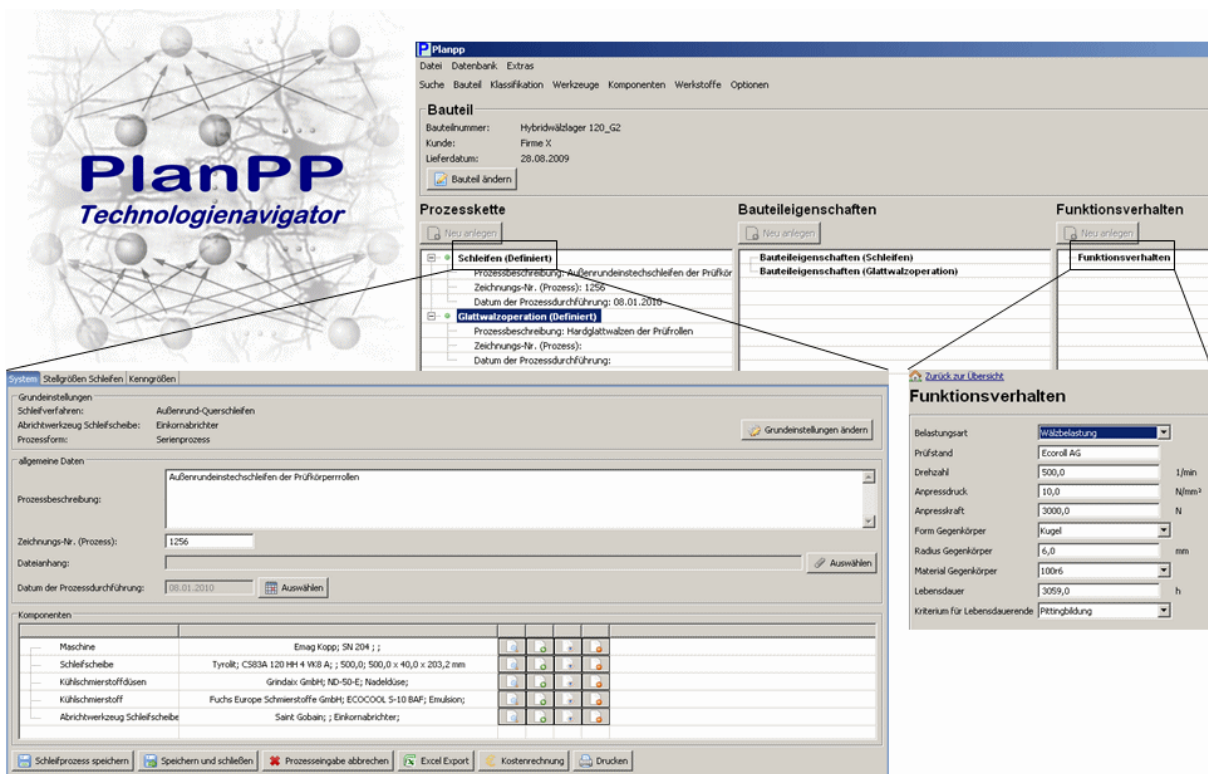 PlanPP
Technologienavigator
Planpp
Datei Datenbank Extras
Suche Bauteil Klassifikation Werkzeuge Komponenten Werkstoffe Optionen
Bauteil
Bauteilnummer: Hybridwälzlager 120_G2
Kunde: Firme X
Lieferdatum: 28.08.2009
Bauteil ändern
Prozesskette
Neu anlegen
Schleifen (Definiert)
Prozessbeschreibung: Außenrundeinstechschleifen der Prüfkör
Zeichnungs-Nr. (Prozess): 1256
Datum der Prozessdurchführung: 08.01.2010
Glattwalzoperation (Definiert)
Prozessbeschreibung: Hardglattwalzen der Prüfrollen
Zeichnungs-Nr. (Prozess):
Datum der Prozessdurchführung:
Bauteileigenschaften
Neu anlegen
Bauteileigenschaften (Schleifen)
Bauteileigenschaften (Glattwalzoperation)
Funktionsverhalten
Neu anlegen
Funktionsverhalten
System Stellgrößen Schleifen Kenngrößen
Grundeinstellungen
Schleifverfahren: Außenrund-Querschleifen
Abrichtwerkzeug Schleifscheibe: Einkornabrichter
Prozessform: Serienprozess
Grundeinstellungen ändern
allgemeine Daten
Prozessbeschreibung: Außenrundeinstechschleifen der Prüfkörperrrollen
Zeichnungs-Nr. (Prozess): 1256
Dateianhang: Auswählen
Datum der Prozessdurchführung: 08.01.2010 Auswählen
Komponenten
Maschine Emag Kopp; SN 204 ; ;
Schleifscheibe Tyrolit; CS83A 120 HH 4 VK8 A; ; 500,0; 500,0 x 40,0 x 203,2 mm
Kühlschmierstoffdüsen Grindaix GmbH; ND-50-E; Nadeldüse;
Kühlschmierstoff Fuchs Europe Schmierstoffe GmbH; ECOCOOL S-10 BAF; Emulsion;
Abrichtwerkzeug Schleifscheibe Saint Gobain; ; Einkornabrichter;
Schleifprozess speichern Speichern und schließen Prozesseingabe abbrechen Excel Export Kostenrechnung Drucken
Zurück zur Übersicht
Funktionsverhalten
Belastungsart Wälzbelastung
Prüfstand Ecoroll AG
Drehzahl 500,0 1/min
Anpressdruck 10,0 N/mm²
Anpresskraft 3000,0 N
Form Gegenkörper Kugel
Radius Gegenkörper 6,0 mm
Material Gegenkörper 100r6
Lebensdauer 3059,0 h
Kriterium für Lebensdauerende Pittingbildung